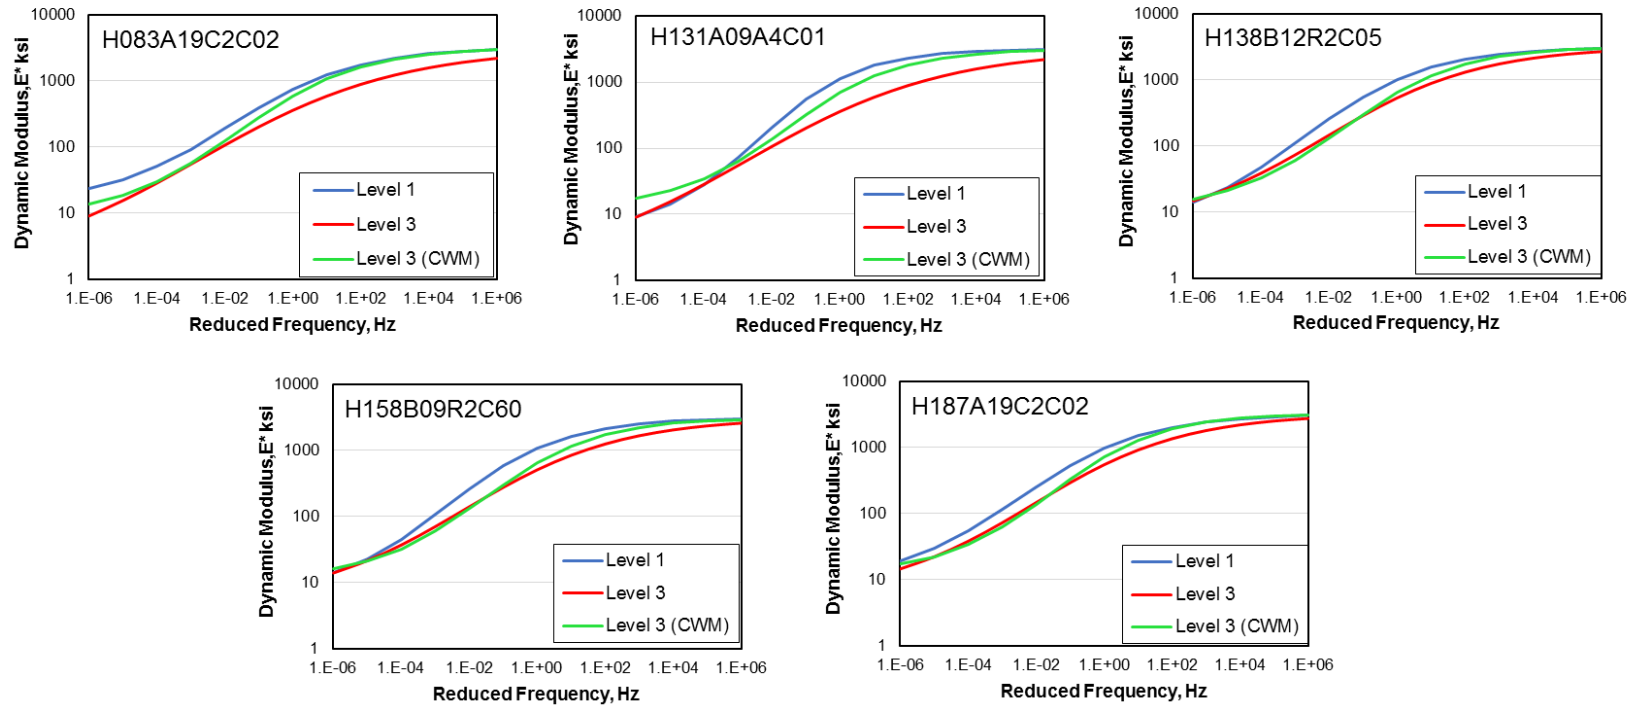 H083A19C2C02
Dynamic Modulus,E* ksi
10000
1000
100
10
1
Level 1
Level 3
Level 3 (CWM)
1.E-06 1.E-04 1.E-02 1.E+00 1.E+02 1.E+04 1.E+06
Reduced Frequency, Hz
H131A09A4C01
Dynamic Modulus,E* ksi
10000
1000
100
10
1
Level 1
Level 3
Level 3 (CWM)
1.E-06 1.E-04 1.E-02 1.E+00 1.E+02 1.E+04 1.E+06
Reduced Frequency, Hz
H138B12R2C05
Dynamic Modulus,E* ksi
10000
1000
100
10
1
Level 1
Level 3
Level 3 (CWM)
1.E-06 1.E-04 1.E-02 1.E+00 1.E+02 1.E+04 1.E+06
Reduced Frequency, Hz
H158B09R2C60
Dynamic Modulus,E* ksi
10000
1000
100
10
1
Level 1
Level 3
Level 3 (CWM)
1.E-06 1.E-04 1.E-02 1.E+00 1.E+02 1.E+04 1.E+06
Reduced Frequency, Hz
H187A19C2C02
Dynamic Modulus,E* ksi
10000
1000
100
10
1
Level 1
Level 3
Level 3 (CWM)
1.E-06 1.E-04 1.E-02 1.E+00 1.E+02 1.E+04 1.E+06
Reduced Frequency, Hz